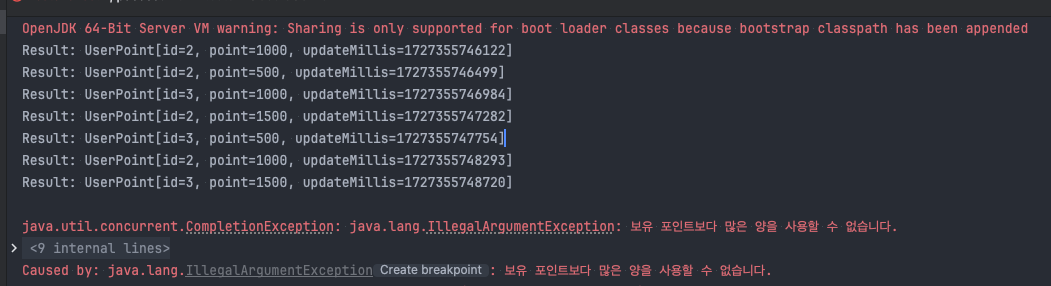 OpenJDK 64-Bit Server VM warning: Sharing is only supported for boot loader classes because bootstrap classpath has been appended
Result: UserPoint[id=2, point=1000, updateMillis=1727355746122]
Result: UserPoint[id=2, point=500, updateMillis=1727355746499]
Result: UserPoint[id=3, point=1000, updateMillis=1727355746984]
Result: UserPoint[id=2, point=1500, updateMillis=1727355747282]
Result: UserPoint[id=3, point=500, updateMillis=1727355747754]
Result: UserPoint[id=2, point=1000, updateMillis=1727355748293]
Result: UserPoint[id=3, point=1500, updateMillis=1727355748720]
java.util.concurrent.CompletionException: java.lang.IllegalArgumentException: 보유 포인트보다 많은 양을 사용할 수 없습니다.
<9 internal lines>
Caused by: java.lang.IllegalArgumentException Create breakpoint : 보유 포인트보다 많은 양을 사용할 수 없습니다.